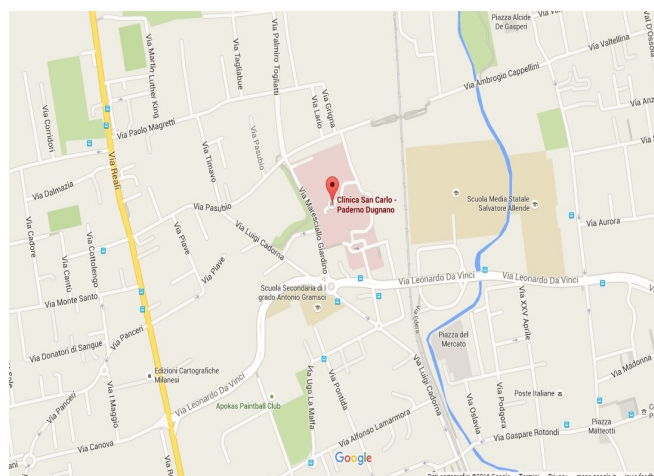 Piazza Alcide
De Gasperi
Via Valtellina
Val D'Ossola
Via Palmiro Togliatti
Via Tagliabue
Via Martin Luther King
Via Ambrogio Cappellini
Via Grigna
Via Lario
Via Corridori
Via Paolo Magretti
Via Pasubio
Via Reali
Via Timavo
Via Dalmazia
Clinica San Carlo -
Paderno Dugnano
Scuola Media Statale
Salvatore Allende
Via Pasubio
Via Maresciallo Giardino
Via Aurora
Via Cadore
Via Cottolengo
Via Piave
Via Luigi Cadorna
Via Cantù
Via Piave
Via Leonardo Da Vinci
Via Leonardo Da Vinci
Via Monte Santo
Scuola Secondaria di I
grado Antonio Gramsci
Via XXV Aprile
Via Panceri
Piazza del
Mercato
Via Donatori di Sangue
Edizioni Cartografiche
Milanesi
Via Luigi Cadorna
Via Madonna
Via Leonardo Da Vinci
Via Panceri
Via I Maggio
Apokas Paintball Club
Via Ugo La Malfa
Via Pontida
Poste Italiane
Via Oslavia
Via Podgora
Piazza
Matteotti
Via Alfonso Lamarmora
Via Canova
Via Gaspare Rotondi
Google